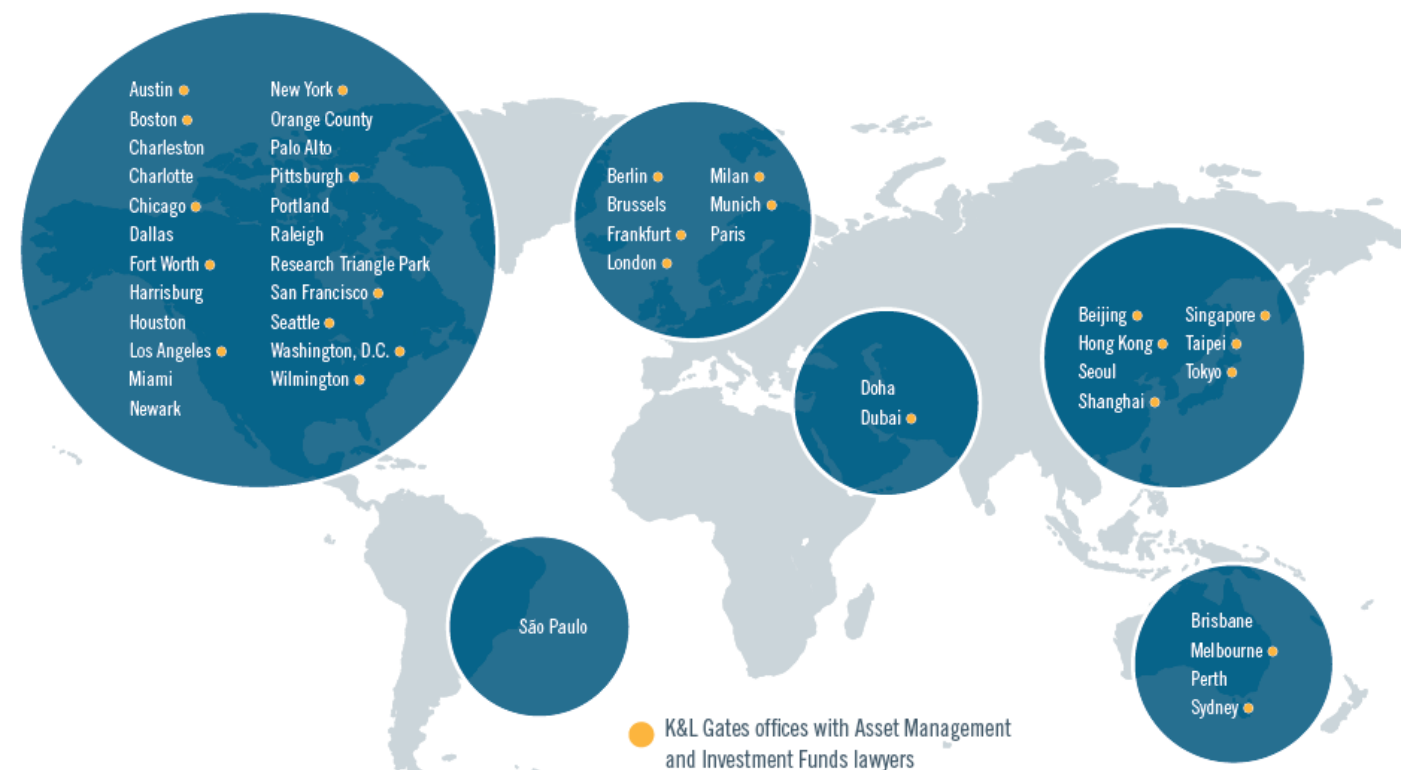 Austin
Boston
Charleston
Charlotte
Chicago
Dallas
Fort Worth
Harrisburg
Houston
Los Angeles
Miami
Newark
New York
Orange County
Palo Alto
Pittsburgh
Portland
Raleigh
Research Triangle Park
San Francisco
Seattle
Washington, D.C.
Wilmington
Berlin
Brussels
Frankfurt
London
Milan
Munich
Paris
Doha
Dubai
Beijing
Hong Kong
Seoul
Shanghai
Singapore
Taipei
Tokyo
São Paulo
Brisbane
Melbourne
Perth
Sydney
K&L Gates offices with Asset Management
and Investment Funds lawyers